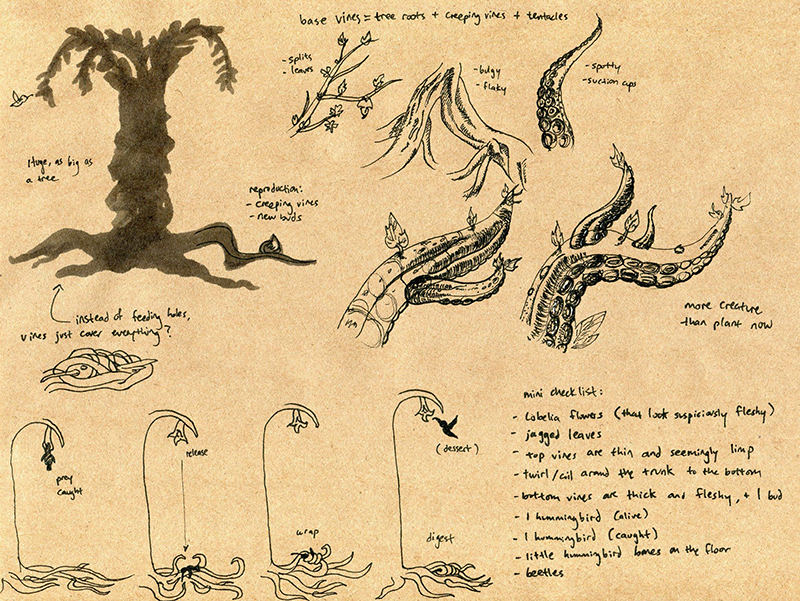 base vines = tree roots + creeping vines + tentacles
- splits
- leaves
- bulgy
- flaky
- spotty
- suction cups
Huge, as big as
a tree
reproduction:
- creeping vines
- new buds
instead of feeding holes,
vines just cover everything?
more creature
than plant now
prey
caught
release
wrap
(dessert)
digest
mini checklist:
- Lobelia flowers (that look suspiciously fleshy)
- jagged leaves
- top vines are thin and seemingly limp
- twirl/coil around the trunk to the bottom
- bottom vines are thick and fleshy, + 1 bud
- 1 hummingbird (alive)
- 1 hummingbird (caught)
- little hummingbird bones on the floor
- beetles